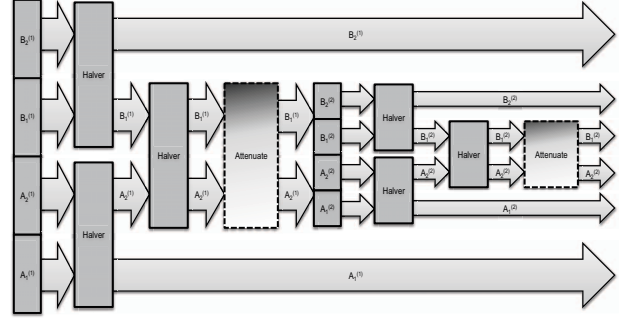 B₂⁽¹⁾
Halver
B₂⁽¹⁾
B₁⁽¹⁾
B₁⁽¹⁾
Halver
B₁⁽¹⁾
Attenuate
B₁⁽¹⁾
B₂⁽²⁾
Halver
B₂⁽²⁾
B₁⁽²⁾
B₁⁽²⁾
Halver
B₁⁽²⁾
Attenuate
B₁⁽²⁾
A₂⁽¹⁾
Halver
A₂⁽¹⁾
A₂⁽¹⁾
A₂⁽¹⁾
A₂⁽²⁾
Halver
A₂⁽²⁾
A₂⁽²⁾
A₂⁽²⁾
A₁⁽²⁾
A₁⁽²⁾
A₁⁽¹⁾
A₁⁽¹⁾